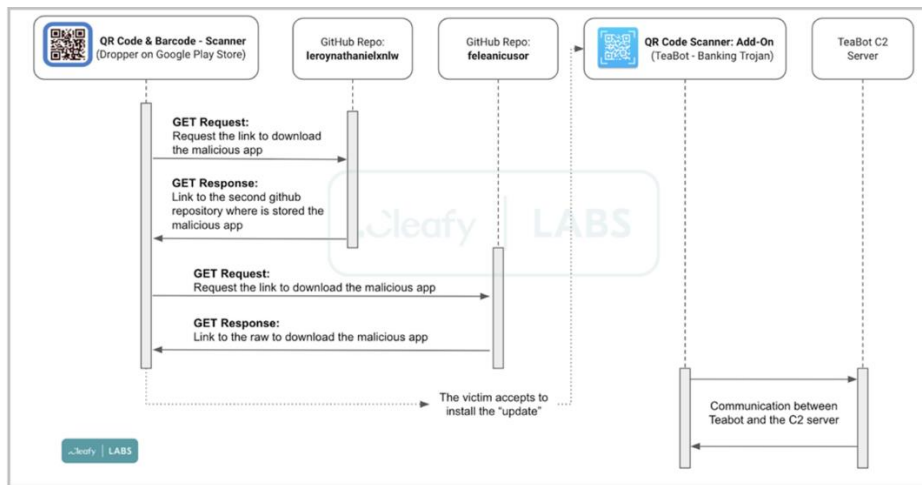 QR Code & Barcode - Scanner
(Dropper on Google Play Store)
GitHub Repo:
leroynathanielxnlw
GitHub Repo:
feleanicusor
QR Code Scanner: Add-On
(TeaBot - Banking Trojan)
TeaBot C2
Server
GET Request:
Request the link to download
the malicious app
GET Response:
Link to the second github
repository where is stored the
malicious app
Cleafy | LABS
GET Request:
Request the link to download the malicious app
GET Response:
Link to the raw to download the malicious app
The victim accepts to
install the “update”
Communication between
Teabot and the C2 server
Cleafy | LABS